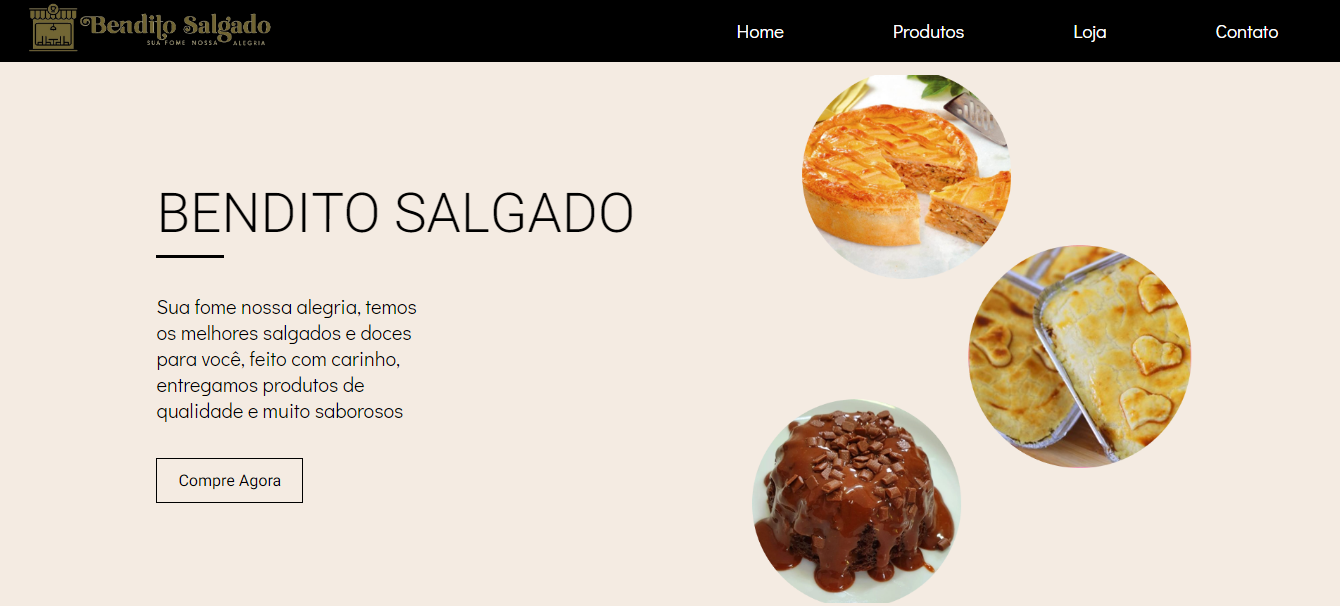 Bendito Salgado
SUA FOME NOSSA ALEGRIA
Home
Produtos
Loja
Contato
BENDITO SALGADO
Sua fome nossa alegria, temos
os melhores salgados e doces
para você, feito com carinho,
entregamos produtos de
qualidade e muito saborosos
Compre Agora